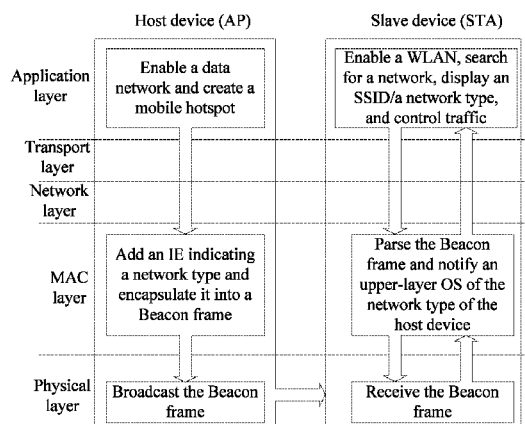 Host device (AP)
Slave device (STA)
Application
layer
Enable a data
network and create a
mobile hotspot
Enable a WLAN, search
for a network, display an
SSID/a network type,
and control traffic
Transport
layer
Network
layer
MAC
layer
Add an IE indicating
a network type and
encapsulate it into a
Beacon frame
Parse the Beacon
frame and notify an
upper-layer OS of the
network type of the
host device
Physical
layer
Broadcast the Beacon
frame
Receive the Beacon
frame